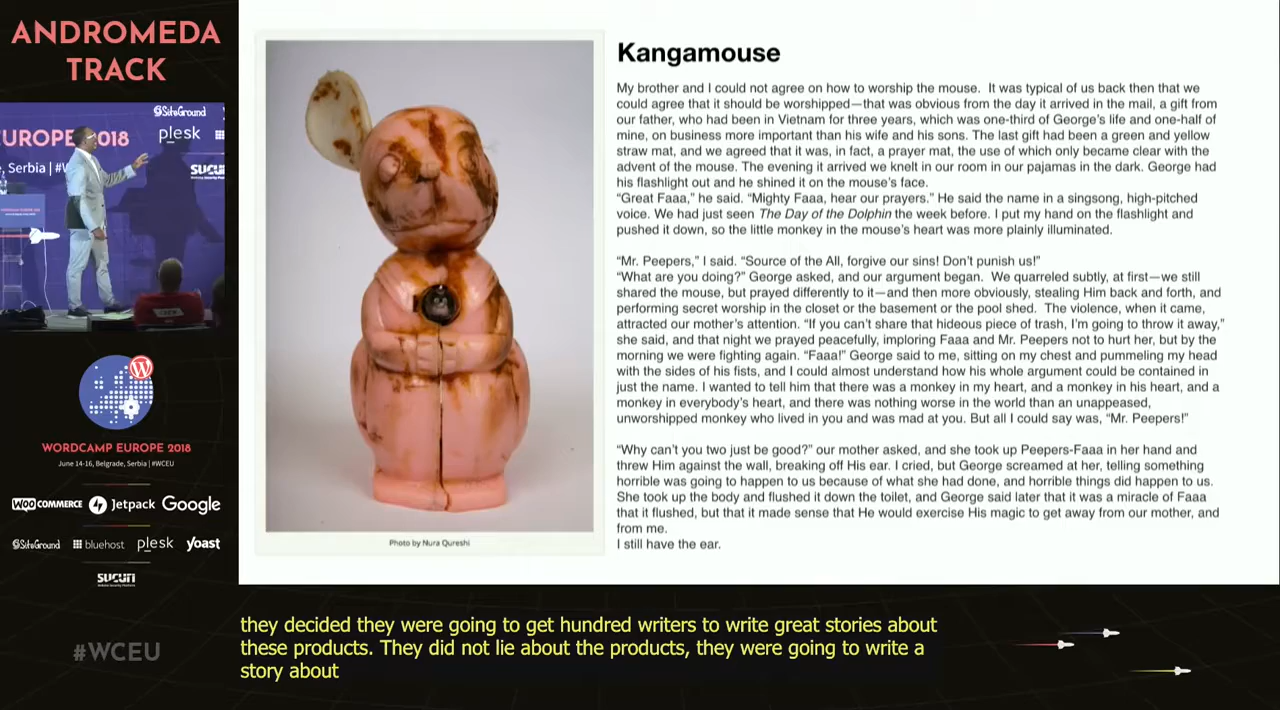 ANDROMEDA
TRACK
SiteGround
EUROPE 2018
plesk
, Serbia | #W
SUCU
WORDCAMP EUROPE 2018
June 14-16, Belgrade, Serbia | #WCEU
WOO COMMERCE Jetpack Google
SiteGround bluehost plesk yoast
SUCURI
#WCEU
Kangamouse
My brother and I could not agree on how to worship the mouse.  It was typical of us back then that we
could agree that it should be worshipped—that was obvious from the day it arrived in the mail, a gift from
our father, who had been in Vietnam for three years, which was one-third of George's life and one-half of
mine, on business more important than his wife and his sons. The last gift had been a green and yellow
straw mat, and we agreed that it was, in fact, a prayer mat, the use of which only became clear with the
advent of the mouse. The evening it arrived we knelt in our room in our pajamas in the dark. George had
his flashlight out and he shined it on the mouse's face.
“Great Faaa,” he said. “Mighty Faaa, hear our prayers.” He said the name in a singsong, high-pitched
voice. We had just seen The Day of the Dolphin the week before. I put my hand on the flashlight and
pushed it down, so the little monkey in the mouse's heart was more plainly illuminated.
“Mr. Peepers,” I said. “Source of the All, forgive our sins! Don't punish us!”
“What are you doing?” George asked, and our argument began.  We quarreled subtly, at first—we still
shared the mouse, but prayed differently to it—and then more obviously, stealing Him back and forth, and
performing secret worship in the closet or the basement or the pool shed.  The violence, when it came,
attracted our mother's attention. “If you can't share that hideous piece of trash, I'm going to throw it away,”
she said, and that night we prayed peacefully, imploring Faaa and Mr. Peepers not to hurt her, but by the
morning we were fighting again. “Faaa!” George said to me, sitting on my chest and pummeling my head
with the sides of his fists, and I could almost understand how his whole argument could be contained in
just the name. I wanted to tell him that there was a monkey in my heart, and a monkey in his heart, and a
monkey in everybody's heart, and there was nothing worse in the world than an unappeased,
unworshipped monkey who lived in you and was mad at you. But all I could say was, “Mr. Peepers!”
“Why can't you two just be good?” our mother asked, and she took up Peepers-Faaa in her hand and
threw Him against the wall, breaking off His ear. I cried, but George screamed at her, telling something
horrible was going to happen to us because of what she had done, and horrible things did happen to us.
She took up the body and flushed it down the toilet, and George said later that it was a miracle of Faaa
that it flushed, but that it made sense that He would exercise His magic to get away from our mother, and
from me.
I still have the ear.
Photo by Nura Qureshi
they decided they were going to get hundred writers to write great stories about
these products. They did not lie about the products, they were going to write a
story about